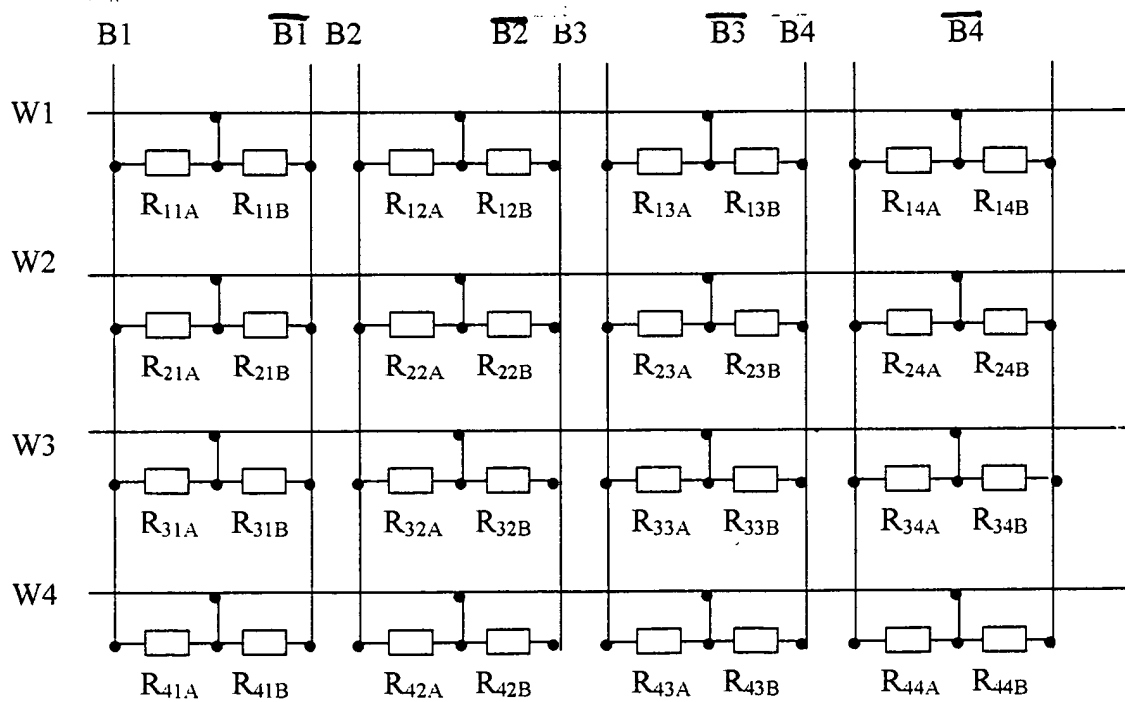 B1 B̅1̅ B2 B̅2̅ B3 B̅3̅ B4 B̅4̅
W1
R11A R11B R12A R12B R13A R13B R14A R14B
W2
R21A R21B R22A R22B R23A R23B R24A R24B
W3
R31A R31B R32A R32B R33A R33B R34A R34B
W4
R41A R41B R42A R42B R43A R43B R44A R44B